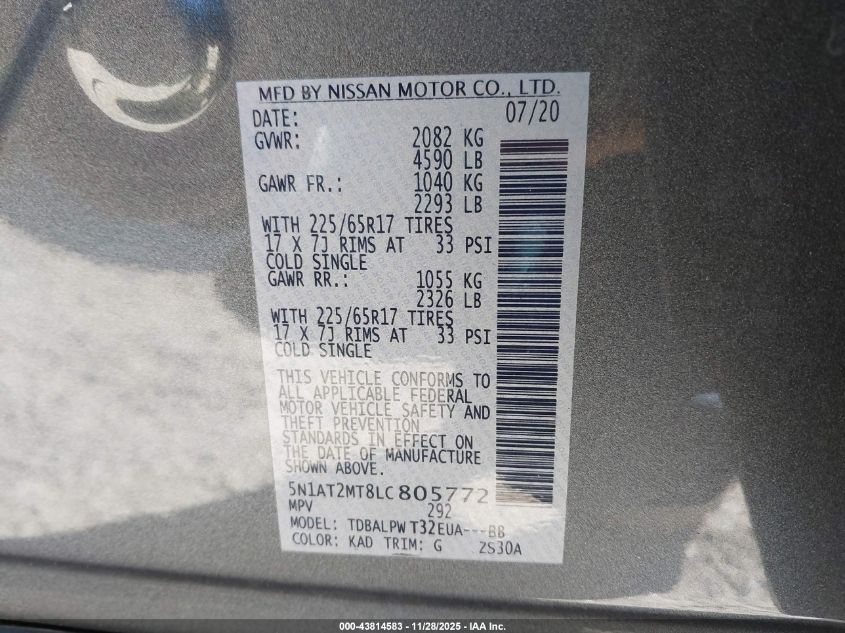 MFD BY NISSAN MOTOR CO., LTD.
DATE: 07/20
GVWR: 2082 KG
4590 LB
GAWR FR.: 1040 KG
2293 LB
WITH 225/65R17 TIRES
17 X 7J RIMS AT 33 PSI
COLD SINGLE
GAWR RR.: 1055 KG
2326 LB
WITH 225/65R17 TIRES
17 X 7J RIMS AT 33 PSI
COLD SINGLE
THIS VEHICLE CONFORMS TO
ALL APPLICABLE FEDERAL
MOTOR VEHICLE SAFETY AND
THEFT PREVENTION
STANDARDS IN EFFECT ON
THE DATE OF MANUFACTURE
SHOWN ABOVE.
5N1AT2MT8LC805772
MPV 292
MODEL: TDBALPW T32EUA---BB
COLOR: KAD TRIM: G ZS30A
000-43814583 - 11/28/2025 - IAA Inc.